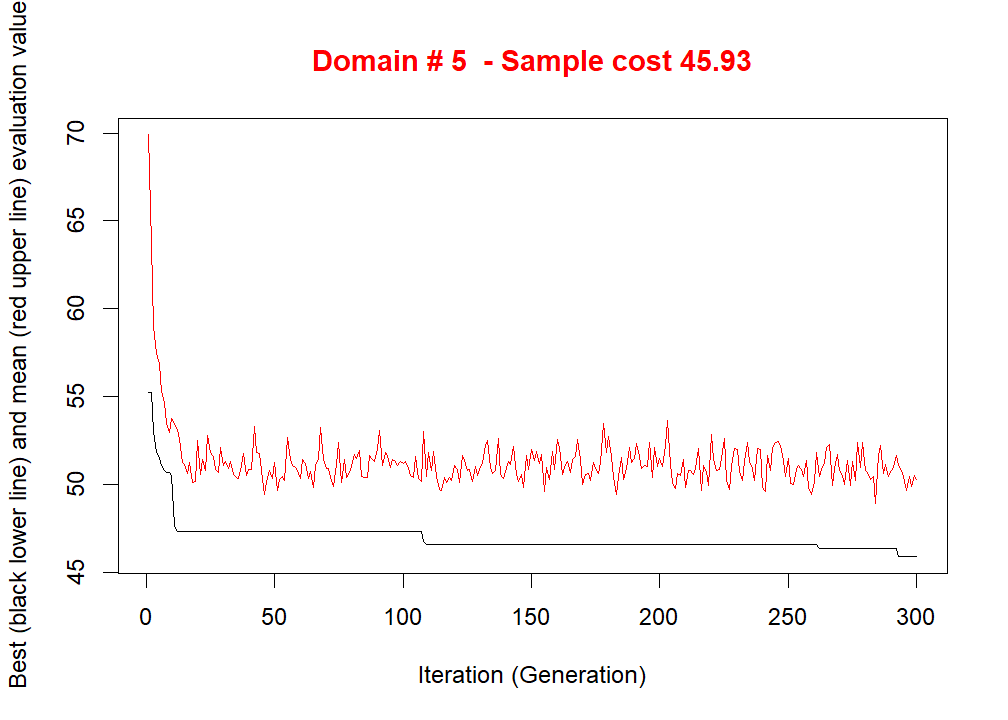 Domain # 5  - Sample cost 45.93
Best (black lower line) and mean (red upper line) evaluation value
70
65
60
55
50
45
0 50 100 150 200 250 300
Iteration (Generation)